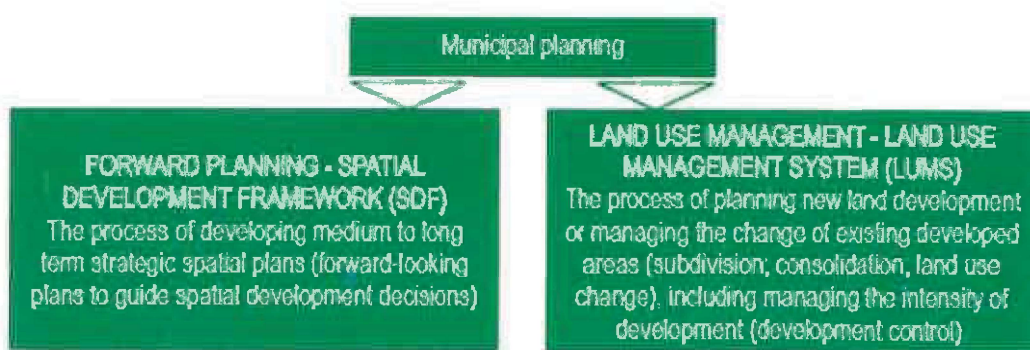 Municipal planning
FORWARD PLANNING - SPATIAL
DEVELOPMENT FRAMEWORK (SDF)
The process of developing medium to long
term strategic spatial plans (forward-looking
plans to guide spatial development decisions)
LAND USE MANAGEMENT - LAND USE
MANAGEMENT SYSTEM (LUMS)
The process of planning new land development
or managing the change of existing developed
areas (subdivision; consolidation, land use
change), including managing the intensity of
development (development control)